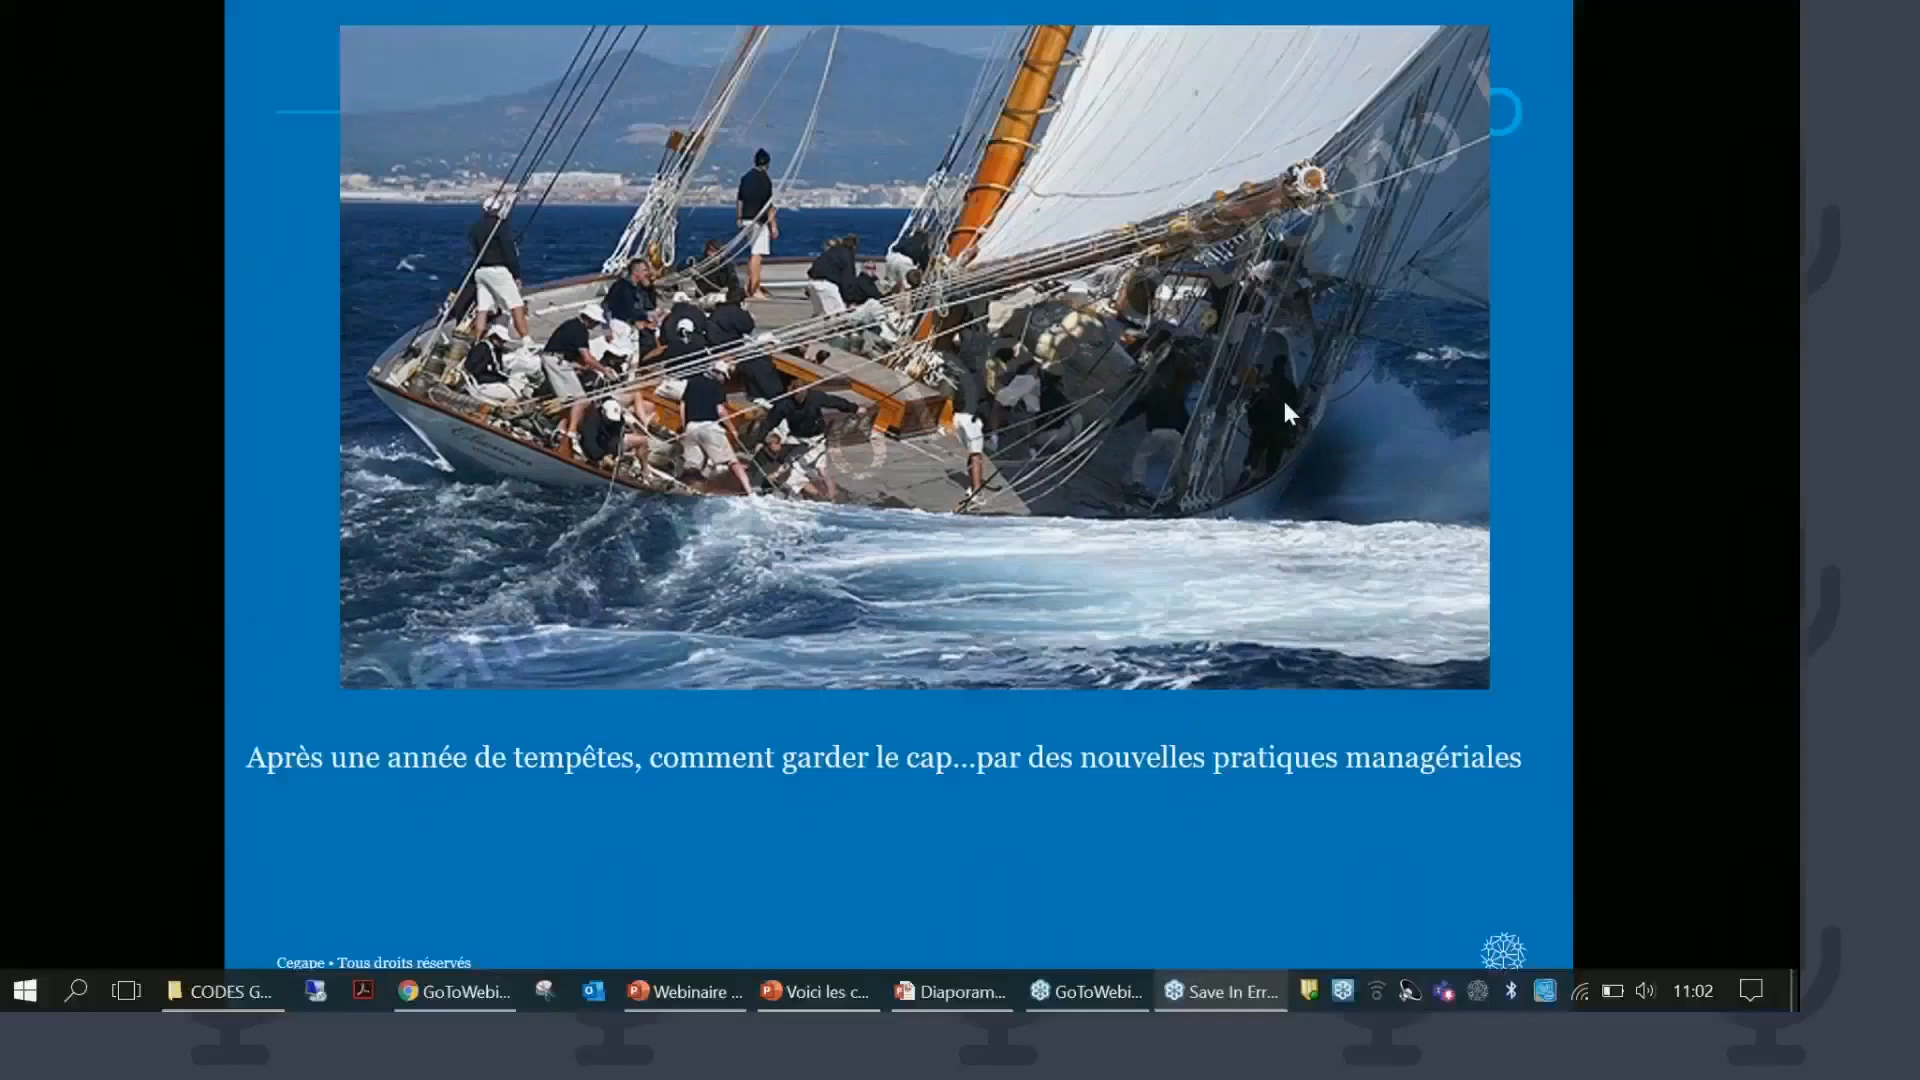 Après une année de tempêtes, comment garder le cap...par des nouvelles pratiques managériales
Cegape • Tous droits réservés
CODES G...
GoToWebi...
Webinaire ...
Voici les c...
Diaporam...
GoToWebi...
Save In Err...
11:02